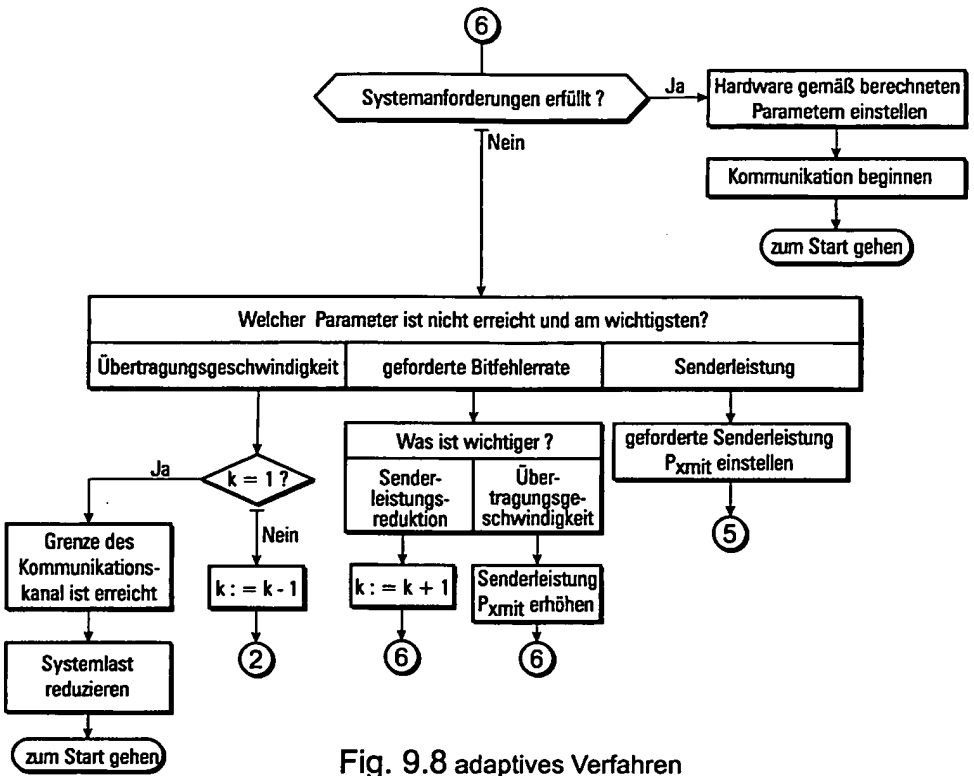 6
Systemanforderungen erfüllt ?
Ja
Hardware gemäß berechneten
Parametern einstellen
Nein
Kommunikation beginnen
zum Start gehen
Welcher Parameter ist nicht erreicht und am wichtigsten?
Übertragungsgeschwindigkeit
geforderte Bitfehlerrate
Senderleistung
Ja
k = 1 ?
Nein
Grenze des
Kommunikations-
kanal ist erreicht
k : = k - 1
Systemlast
reduzieren
2
zum Start gehen
Was ist wichtiger ?
Sender-
leistungs-
reduktion
Über-
tragungsge-
schwindigkeit
k : = k + 1
Senderleistung
Pxmit erhöhen
6
6
geforderte Senderleistung
Pxmit einstellen
5
Fig. 9.8 adaptives Verfahren